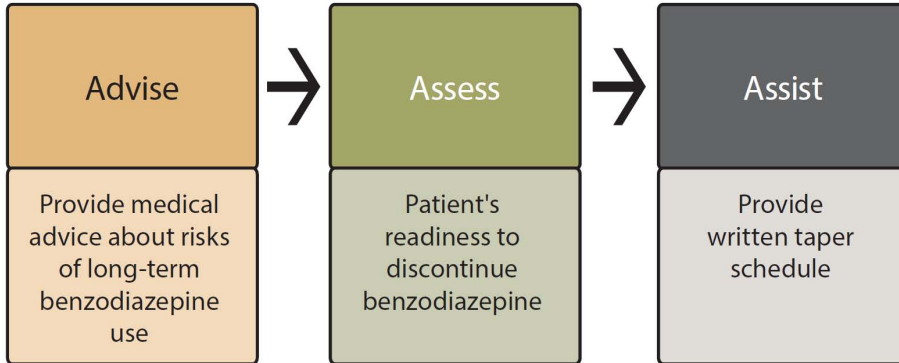 Advise
Assess
Assist
Provide medical
advice about risks
of long-term
benzodiazepine
use
Patient's
readiness to
discontinue
benzodiazepine
Provide
written taper
schedule